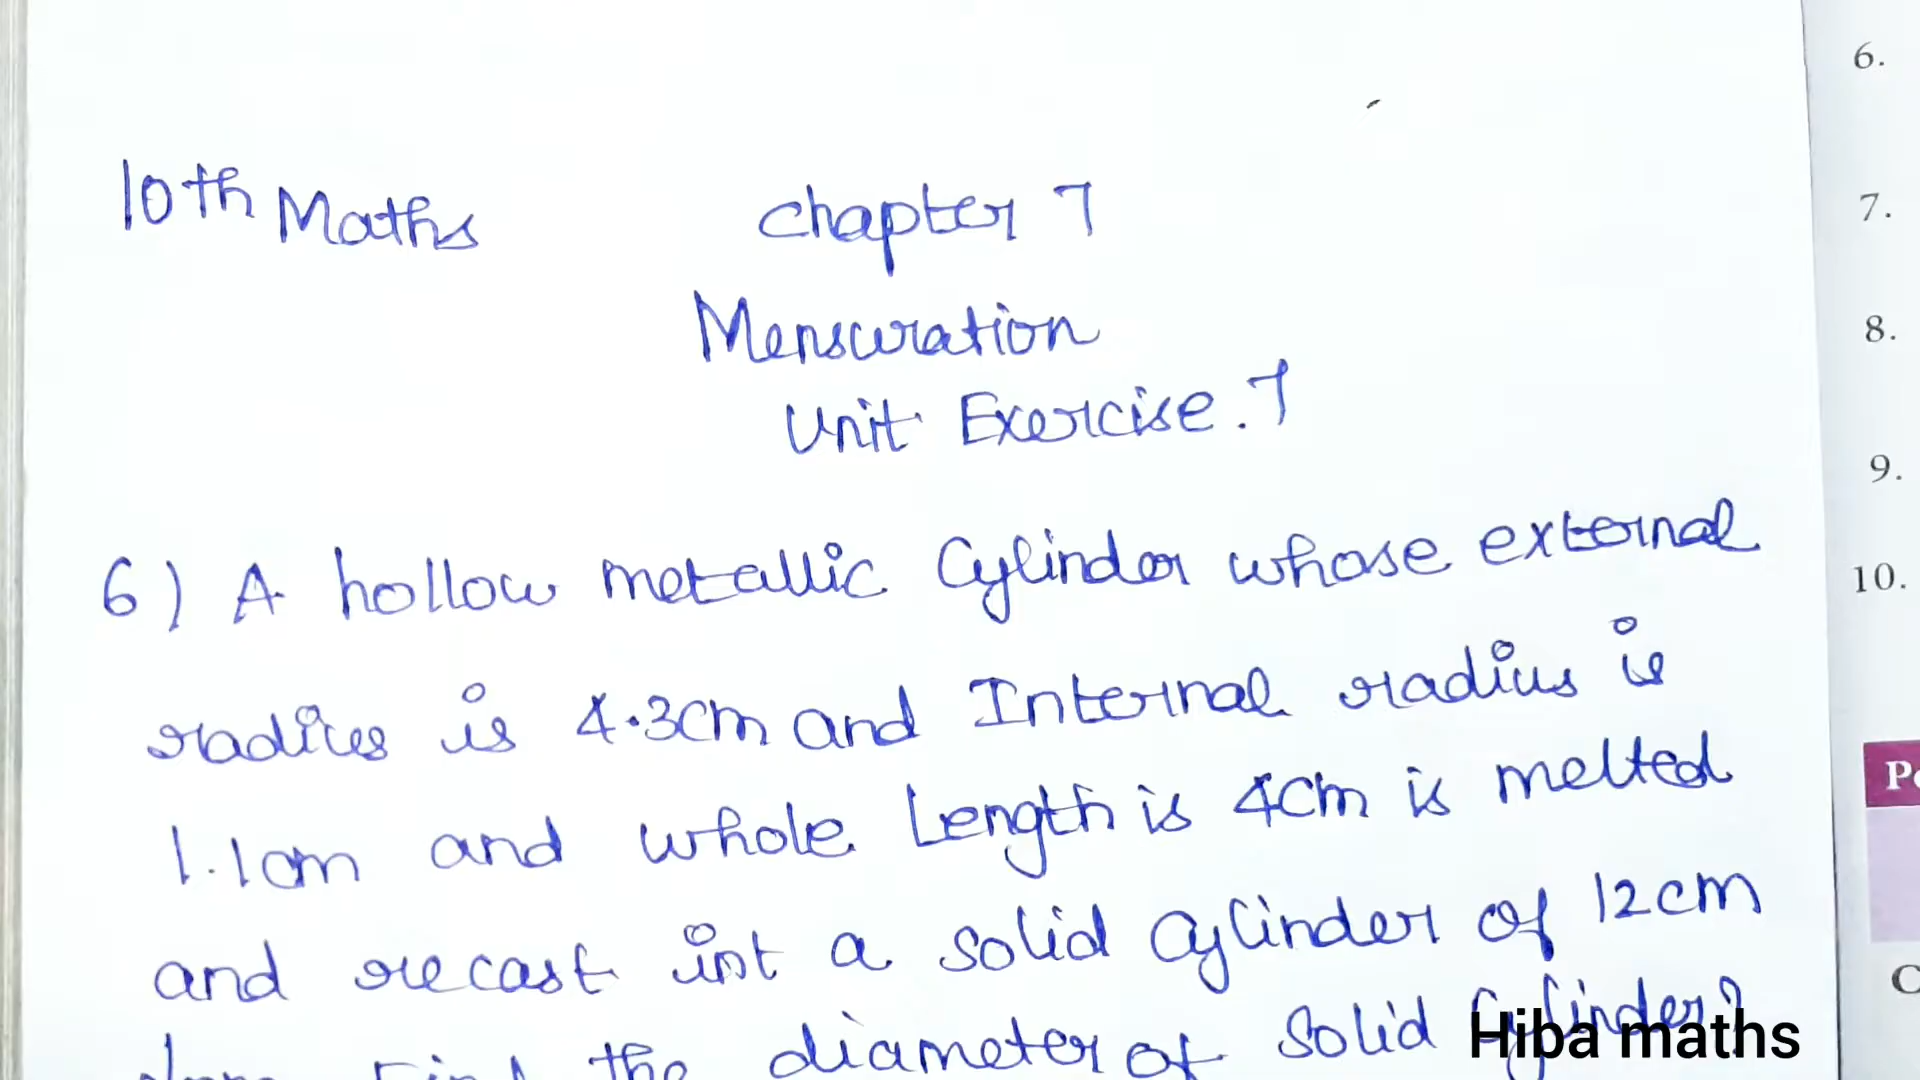 10th Maths Chapter 7
Mensuration
Unit Exercise.7
6) A hollow metallic Cylinder whose external
radius is 4.3cm and Internal radius is
1.1cm and whole Length is 4cm is melted
and recast int a solid cylinder of 12cm
the diameter of solid Cylinder?
Hiba maths
6.
7.
8.
9.
10.